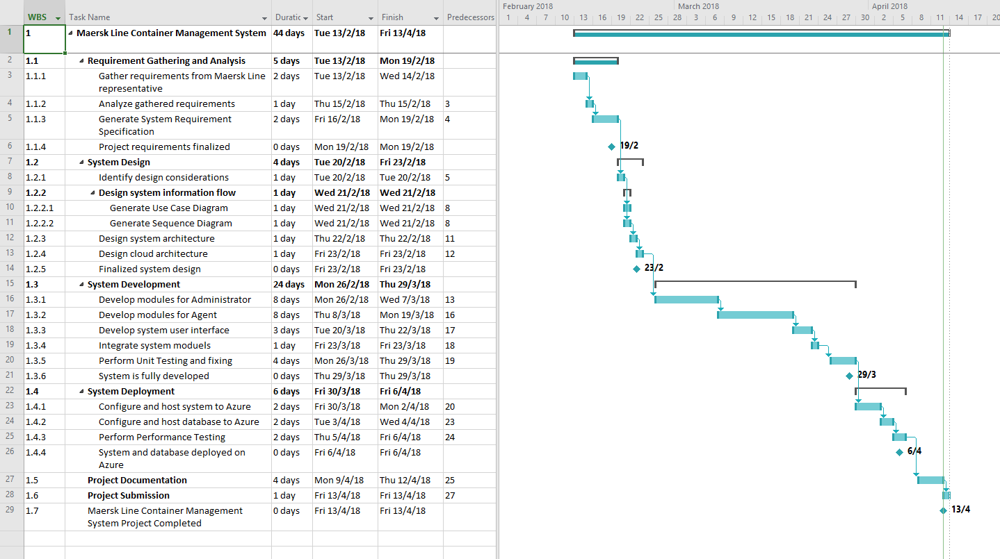 WBS Task Name Duratic Start Finish Predecessors
February 2018 March 2018 April 2018
1 4 7 10 13 16 19 22 25 28 3 6 9 12 15 18 21 24 27 30 2 5 8 11 14 17 20
1 1 Maersk Line Container Management System 44 days Tue 13/2/18 Fri 13/4/18
2 1.1 Requirement Gathering and Analysis 5 days Tue 13/2/18 Mon 19/2/18
3 1.1.1 Gather requirements from Maersk Line 2 days Tue 13/2/18 Wed 14/2/18
representative
4 1.1.2 Analyze gathered requirements 1 day Thu 15/2/18 Thu 15/2/18 3
5 1.1.3 Generate System Requirement 2 days Fri 16/2/18 Mon 19/2/18 4
Specification
6 1.1.4 Project requirements finalized 0 days Mon 19/2/18 Mon 19/2/18 19/2
7 1.2 System Design 4 days Tue 20/2/18 Fri 23/2/18
8 1.2.1 Identify design considerations 1 day Tue 20/2/18 Tue 20/2/18 5
9 1.2.2 Design system information flow 1 day Wed 21/2/18 Wed 21/2/18
10 1.2.2.1 Generate Use Case Diagram 1 day Wed 21/2/18 Wed 21/2/18 8
11 1.2.2.2 Generate Sequence Diagram 1 day Wed 21/2/18 Wed 21/2/18 8
12 1.2.3 Design system architecture 1 day Thu 22/2/18 Thu 22/2/18 11
13 1.2.4 Design cloud architecture 1 day Fri 23/2/18 Fri 23/2/18 12
14 1.2.5 Finalized system design 0 days Fri 23/2/18 Fri 23/2/18 23/2
15 1.3 System Development 24 days Mon 26/2/18 Thu 29/3/18
16 1.3.1 Develop modules for Administrator 8 days Mon 26/2/18 Wed 7/3/18 13
17 1.3.2 Develop modules for Agent 8 days Thu 8/3/18 Mon 19/3/18 16
18 1.3.3 Develop system user interface 3 days Tue 20/3/18 Thu 22/3/18 17
19 1.3.4 Integrate system moduels 1 day Fri 23/3/18 Fri 23/3/18 18
20 1.3.5 Perform Unit Testing and fixing 4 days Mon 26/3/18 Thu 29/3/18 19
21 1.3.6 System is fully developed 0 days Thu 29/3/18 Thu 29/3/18 29/3
22 1.4 System Deployment 6 days Fri 30/3/18 Fri 6/4/18
23 1.4.1 Configure and host system to Azure 2 days Fri 30/3/18 Mon 2/4/18 20
24 1.4.2 Configure and host database to Azure 2 days Tue 3/4/18 Wed 4/4/18 23
25 1.4.3 Perform Performance Testing 2 days Thu 5/4/18 Fri 6/4/18 24
26 1.4.4 System and database deployed on 0 days Fri 6/4/18 Fri 6/4/18 6/4
Azure
27 1.5 Project Documentation 4 days Mon 9/4/18 Thu 12/4/18 25
28 1.6 Project Submission 1 day Fri 13/4/18 Fri 13/4/18 27
29 1.7 Maersk Line Container Management 0 days Fri 13/4/18 Fri 13/4/18 13/4
System Project Completed